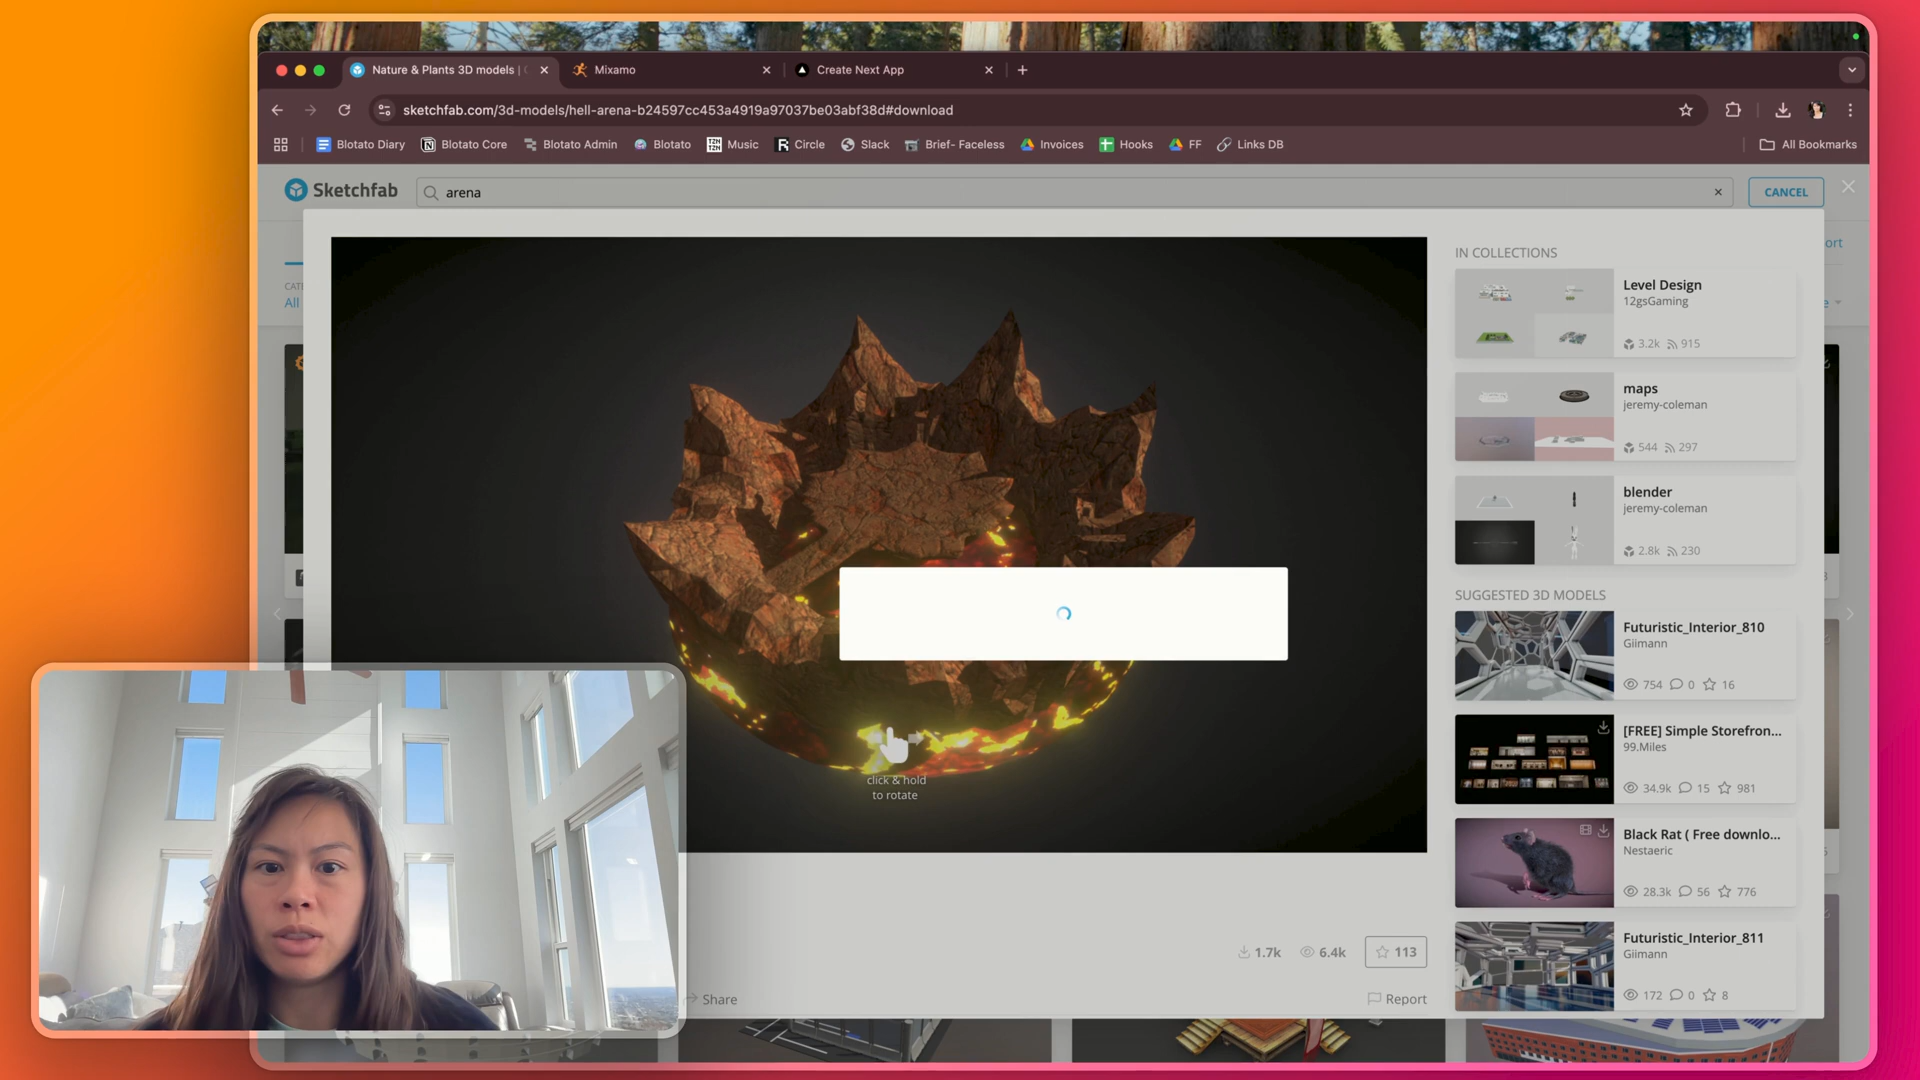 Nature & Plants 3D models |
Mixamo
Create Next App
sketchfab.com/3d-models/hell-arena-b24597cc453a4919a97037be03abf38d#download
Blotato Diary
Blotato Core
Blotato Admin
Blotato
Music
Circle
Slack
Brief- Faceless
Invoices
Hooks
FF
Links DB
All Bookmarks
Sketchfab
arena
CANCEL
ort
CATE
All
click & hold
to rotate
1.7k
6.4k
113
Share
Report
IN COLLECTIONS
Level Design
12gsGaming
3.2k 915
maps
jeremy-coleman
544 297
blender
jeremy-coleman
2.8k 230
SUGGESTED 3D MODELS
Futuristic_Interior_810
Giimann
754 0 16
[FREE] Simple Storefron...
99.Miles
34.9k 15 981
Black Rat ( Free downlo...
Nestaeric
28.3k 56 776
Futuristic_Interior_811
Giimann
172 0 8